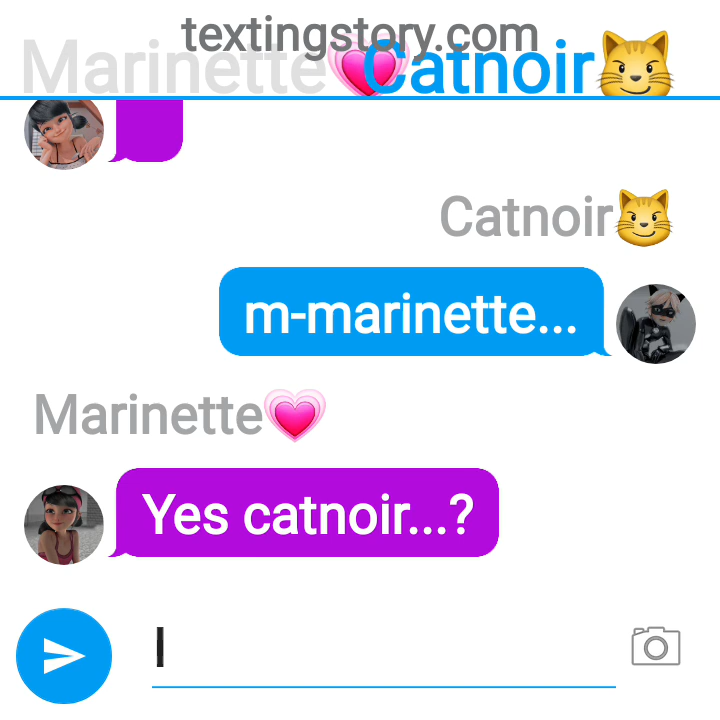 textingstory.com
Marinette💗 Catnoir😼
Catnoir😼
m-marinette...
Marinette💗
Yes catnoir...?